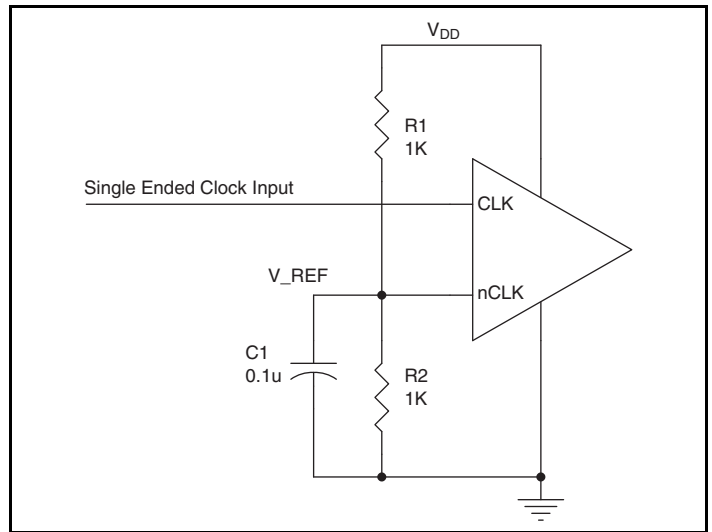 VDD
R1
1K
Single Ended Clock Input
CLK
V_REF
nCLK
C1
0.1u
R2
1K